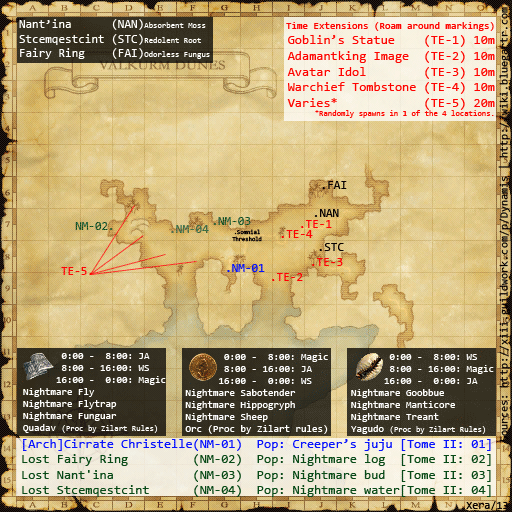 Nant'ina (NAN)Absorbent Moss
Stcemqestcint (STC)Redolent Root
Fairy Ring (FAI)Odorless Fungus
Time Extensions (Roam around markings)
Goblin's Statue (TE-1) 10m
Adamantking Image (TE-2) 10m
Avatar Idol (TE-3) 10m
Warchief Tombstone (TE-4) 10m
Varies* (TE-5) 20m
*Randomly spawns in 1 of the 4 locations.
VALKURM DUNES
.FAI
NM-02.
NM-03
.NAN
.NM-04
.TE-1
.Somnial
Threshold
.TE-4
.STC
TE-5
.NM-01
.TE-3
.TE-2
0:00 - 8:00: JA
8:00 - 16:00: WS
16:00 - 0:00: Magic
Nightmare Fly
Nightmare Flytrap
Nightmare Funguar
Quadav (Proc by Zilart Rules)
0:00 - 8:00: Magic
8:00 - 16:00: JA
16:00 - 0:00: WS
Nightmare Sabotender
Nightmare Hippogryph
Nightmare Sheep
Orc (Proc by Zilart rules)
0:00 - 8:00: WS
8:00 - 16:00: Magic
16:00 - 0:00: JA
Nightmare Goobbue
Nightmare Manticore
Nightmare Treant
Yagudo (Proc by Zilart Rules)
[Arch]Cirrate Christelle(NM-01) Pop: Creeper's juju [Tome II: 01]
Lost Fairy Ring (NM-02) Pop: Nightmare log [Tome II: 02]
Lost Nant'ina (NM-03) Pop: Nightmare bud [Tome II: 03]
Lost Stcemqestcint (NM-04) Pop: Nightmare water[Tome II: 04]
Xera/13